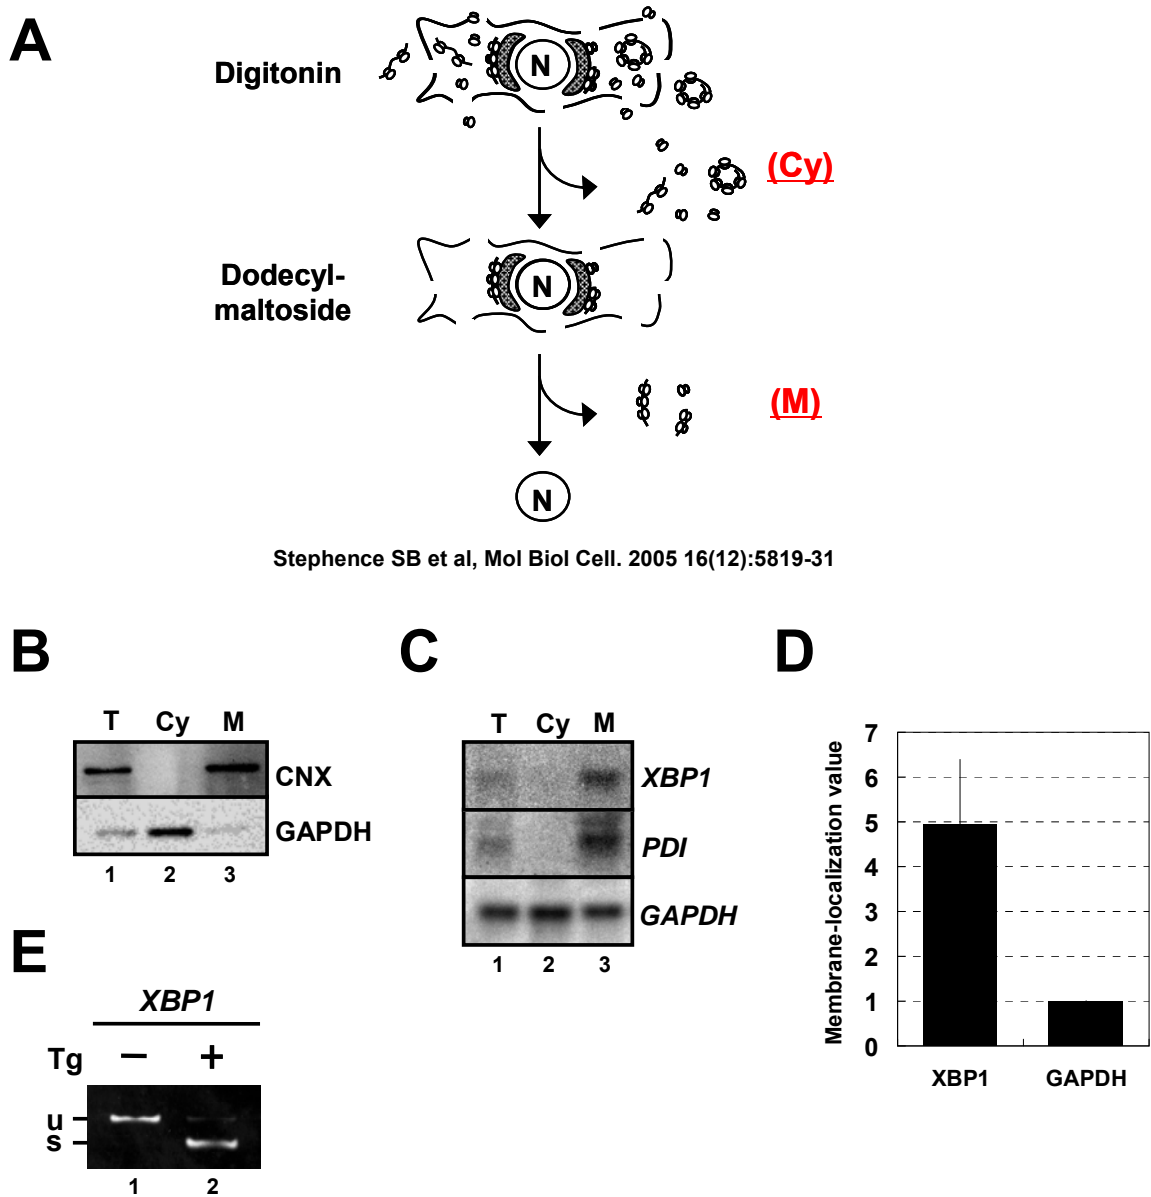 A
Digitonin
N
(Cy)
Dodecyl-
maltoside
N
(M)
N
Stephence SB et al, Mol Biol Cell. 2005 16(12):5819-31
B
T Cy M
CNX
GAPDH
1 2 3
C
T Cy M
XBP1
PDI
GAPDH
1 2 3
D
Membrane-localization value
7
6
5
4
3
2
1
0
XBP1 GAPDH
E
XBP1
Tg − +
u
s
1 2